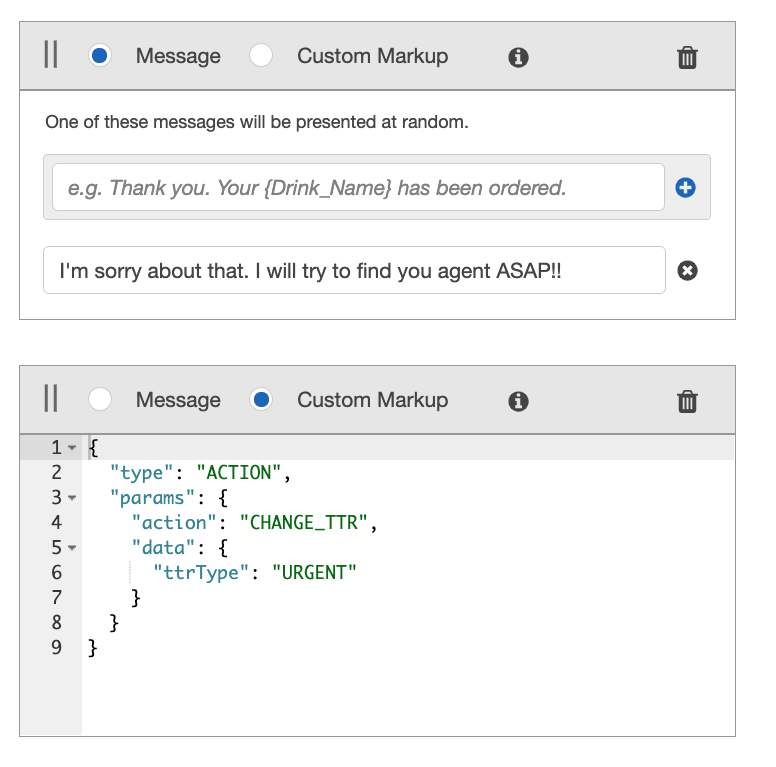 Message Custom Markup
One of these messages will be presented at random.
e.g. Thank you. Your {Drink_Name} has been ordered.
I'm sorry about that. I will try to find you agent ASAP!!
Message Custom Markup
1 {
2   "type": "ACTION",
3   "params": {
4     "action": "CHANGE_TTR",
5     "data": {
6       "ttrType": "URGENT"
7     }
8   }
9 }